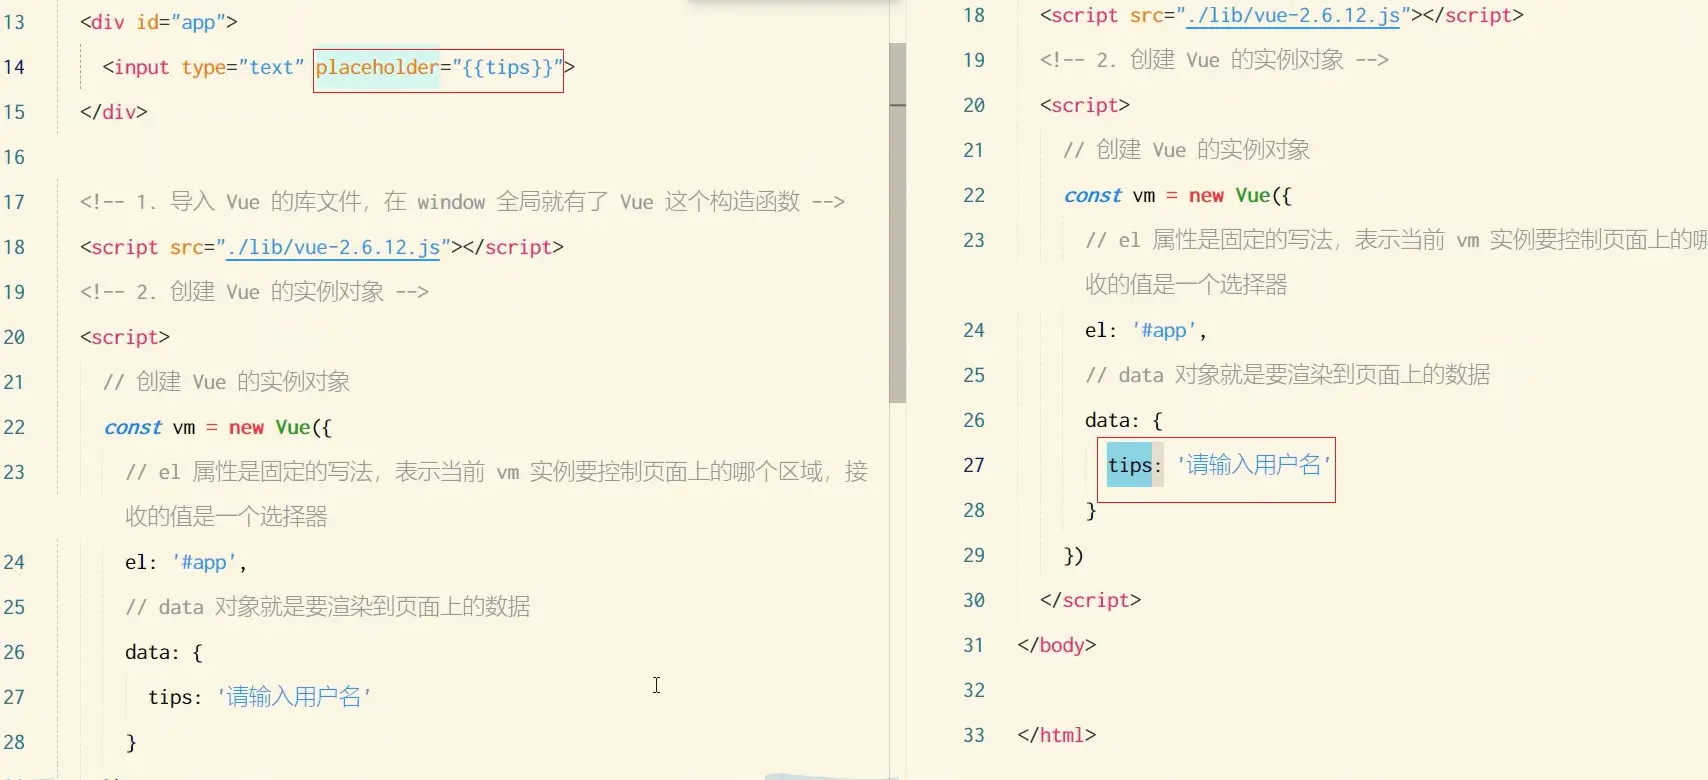 13 <div id="app">
14 <input type="text" placeholder="{{tips}}">
15 </div>
16
17 <!-- 1. 导入 Vue 的库文件，在 window 全局就有了 Vue 这个构造函数 -->
18 <script src="./lib/vue-2.6.12.js"></script>
19 <!-- 2. 创建 Vue 的实例对象 -->
20 <script>
21 // 创建 Vue 的实例对象
22 const vm = new Vue({
23 // el 属性是固定的写法，表示当前 vm 实例要控制页面上的哪个区域，接
收的值是一个选择器
24 el: '#app',
25 // data 对象就是要渲染到页面上的数据
26 data: {
27 tips: '请输入用户名'
28 }
18 <script src="./lib/vue-2.6.12.js"></script>
19 <!-- 2. 创建 Vue 的实例对象 -->
20 <script>
21 // 创建 Vue 的实例对象
22 const vm = new Vue({
23 // el 属性是固定的写法，表示当前 vm 实例要控制页面上的
收的值是一个选择器
24 el: '#app',
25 // data 对象就是要渲染到页面上的数据
26 data: {
27 tips: '请输入用户名'
28 }
29 })
30 </script>
31 </body>
32
33 </html>